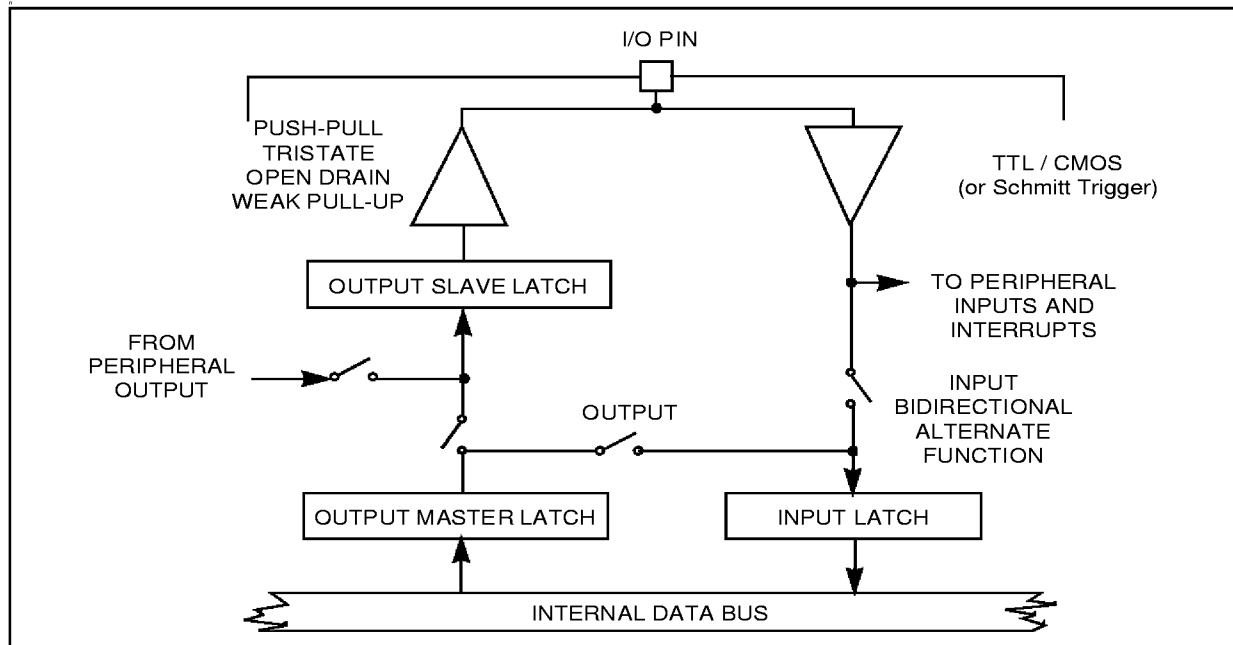 I/O PIN
PUSH-PULL
TRISTATE
OPEN DRAIN
WEAK PULL-UP
TTL / CMOS
(or Schmitt Trigger)
OUTPUT SLAVE LATCH
TO PERIPHERAL
INPUTS AND
INTERRUPTS
FROM
PERIPHERAL
OUTPUT
OUTPUT
INPUT
BIDIRECTIONAL
ALTERNATE
FUNCTION
OUTPUT MASTER LATCH
INPUT LATCH
INTERNAL DATA BUS